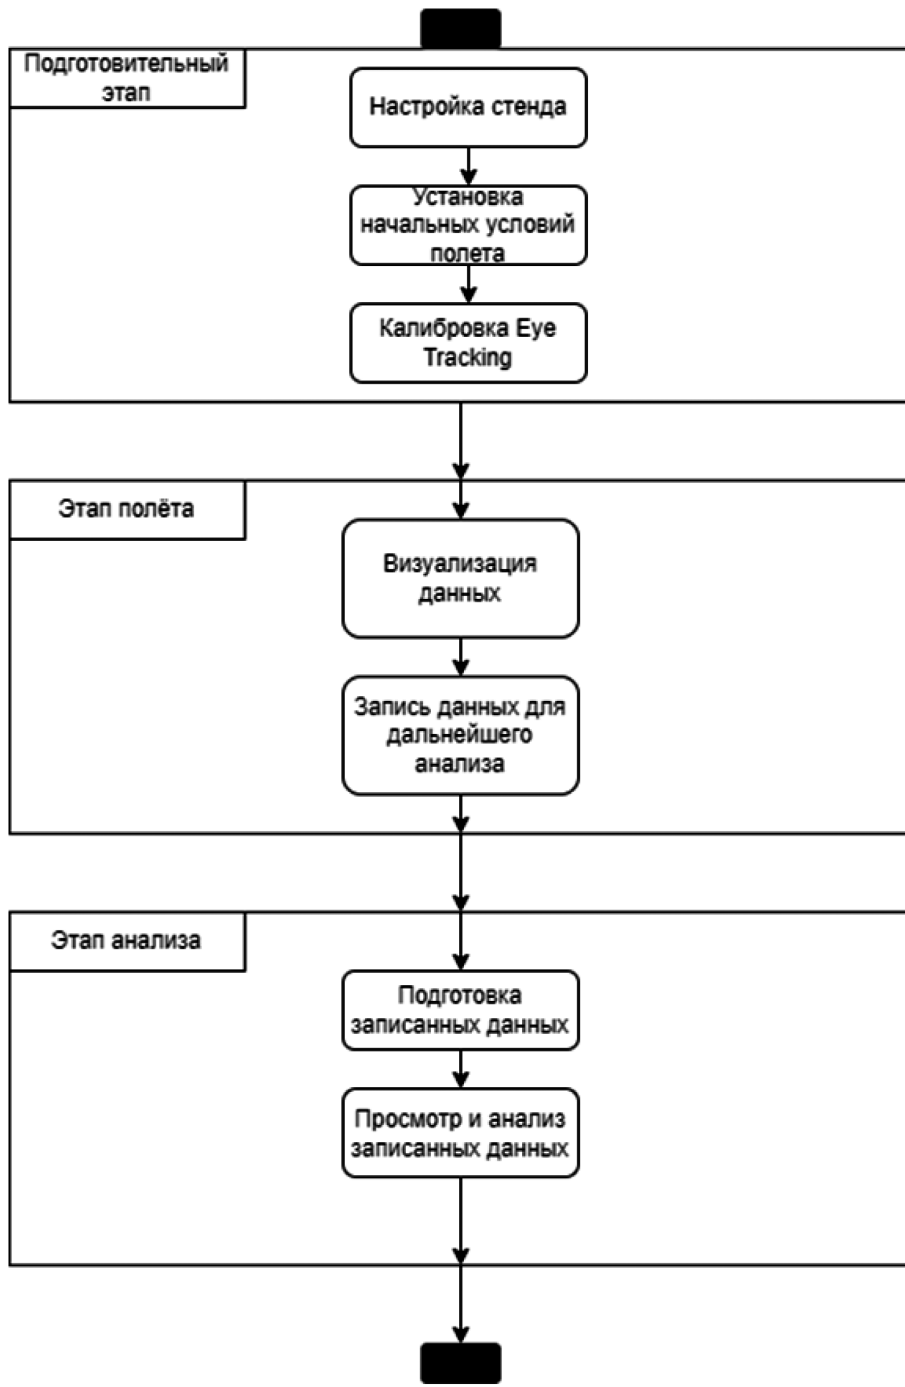 Подготовительный
этап
Настройка стенда
Установка
начальных условий
полета
Калибровка Eye
Tracking
Этап полёта
Визуализация
данных
Запись данных для
дальнейшего
анализа
Этап анализа
Подготовка
записанных данных
Просмотр и анализ
записанных данных